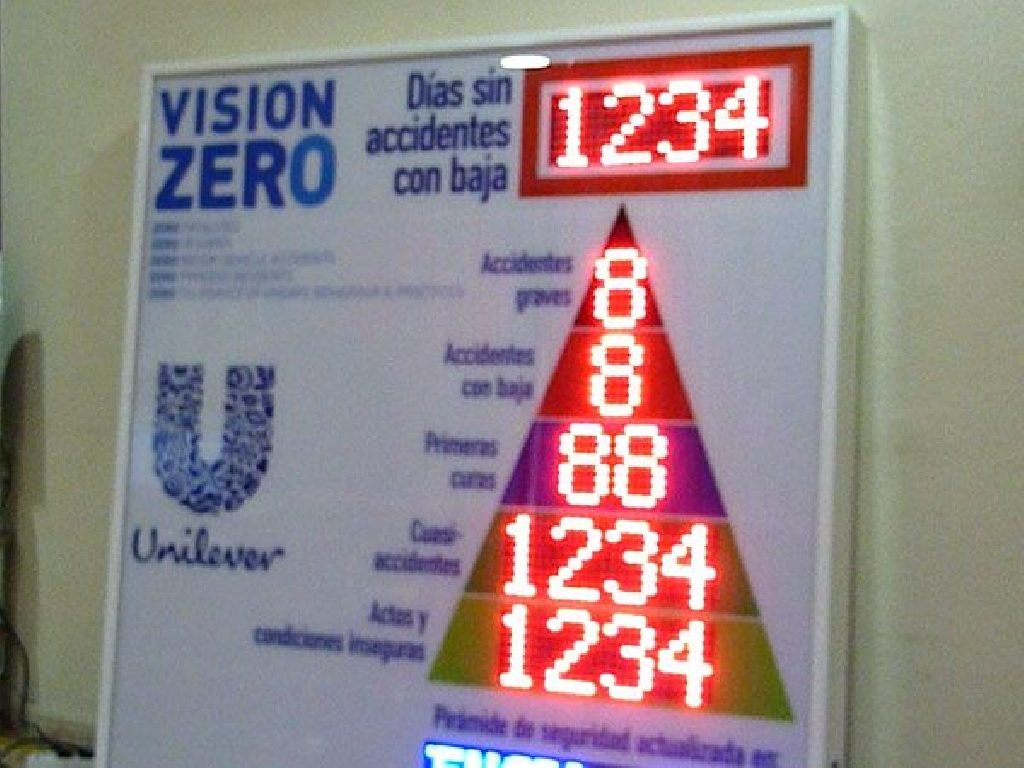 VISION
ZERO
Días sin
accidentes
con baja
1234
Accidentes
graves
8
Accidentes
con baja
8
Primeras
curas
88
Cuasi-
accidentes
1234
Actos y
condiciones inseguras
1234
Unilever
Pirámide de seguridad actualizada en: